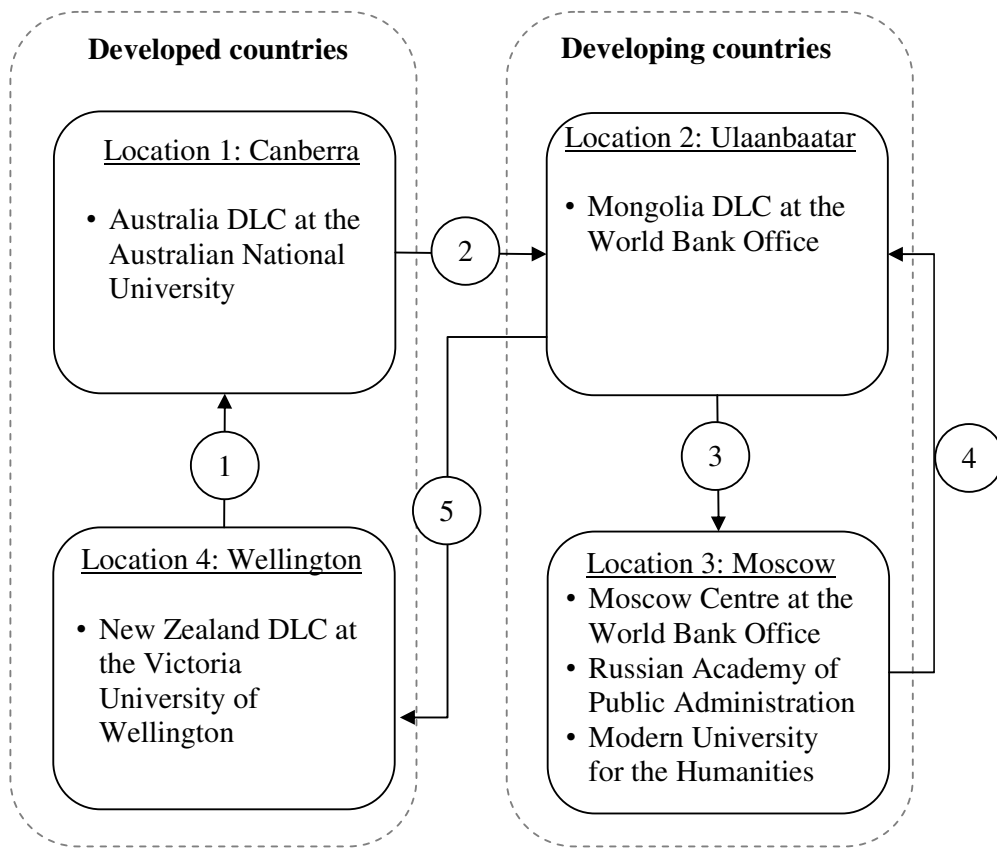 Developed countries
Developing countries
Location 1: Canberra
• Australia DLC at the
Australian National
University
2
Location 2: Ulaanbaatar
• Mongolia DLC at the
World Bank Office
1
5
3
4
Location 4: Wellington
• New Zealand DLC at
the Victoria
University of
Wellington
Location 3: Moscow
• Moscow Centre at the
World Bank Office
• Russian Academy of
Public Administration
• Modern University
for the Humanities